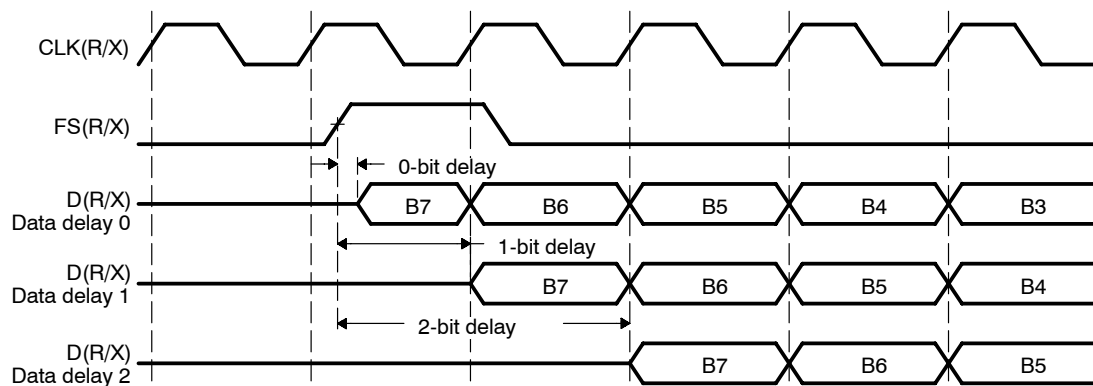 CLK(R/X)
FS(R/X)
0-bit delay
D(R/X)
Data delay 0
B7 B6 B5 B4 B3
1-bit delay
D(R/X)
Data delay 1
B7 B6 B5 B4
2-bit delay
D(R/X)
Data delay 2
B7 B6 B5